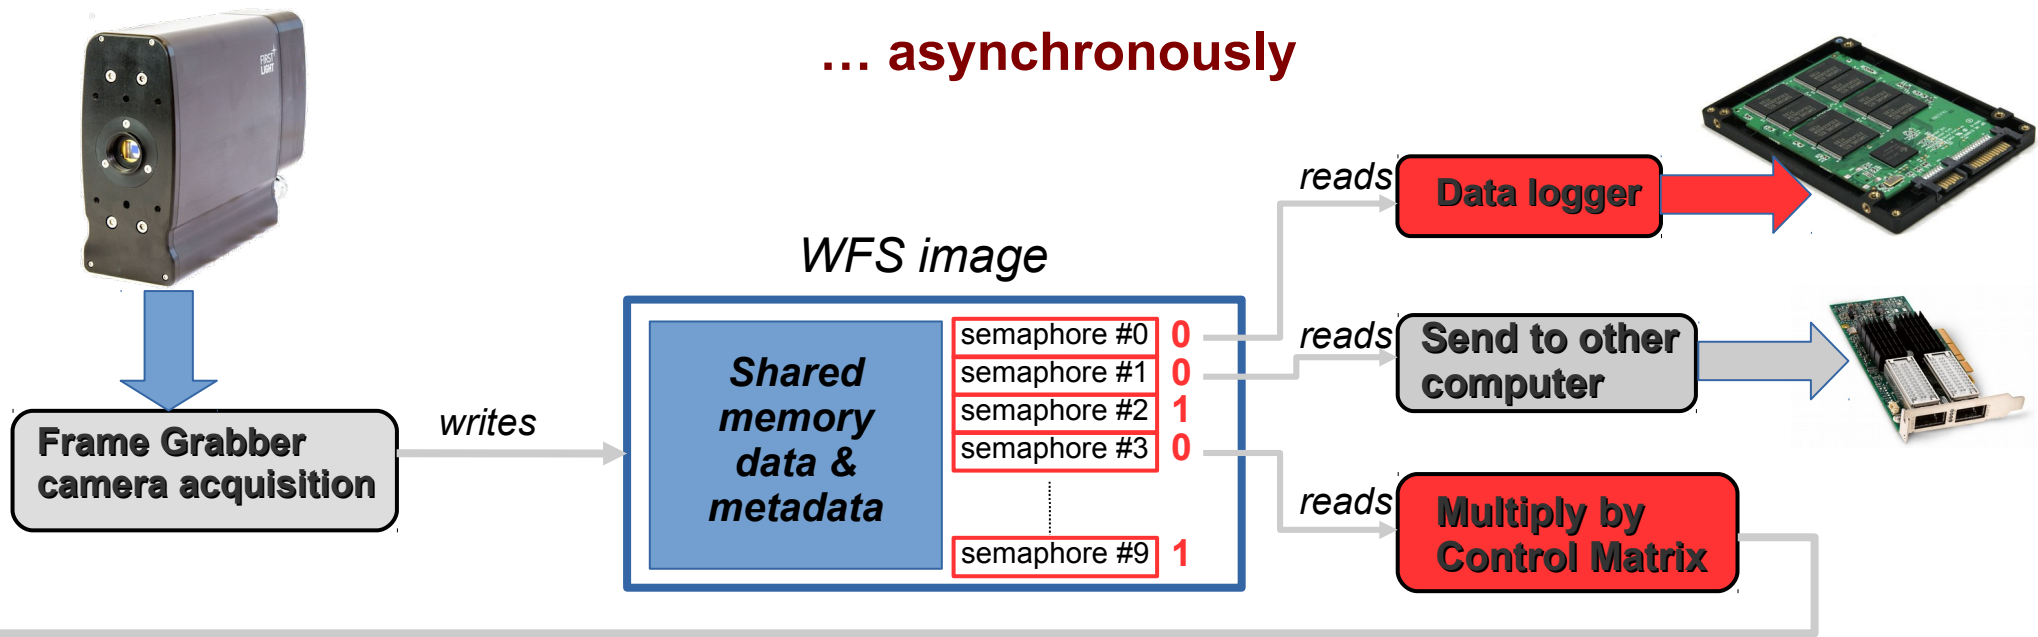 … asynchronously
FIRST
LIGHT
reads
Data logger
WFS image
semaphore #0 0
reads
Send to other
computer
Shared
memory
data &
metadata
semaphore #1 0
semaphore #2 1
semaphore #3 0
writes
Frame Grabber
camera acquisition
reads
Multiply by
Control Matrix
semaphore #9 1